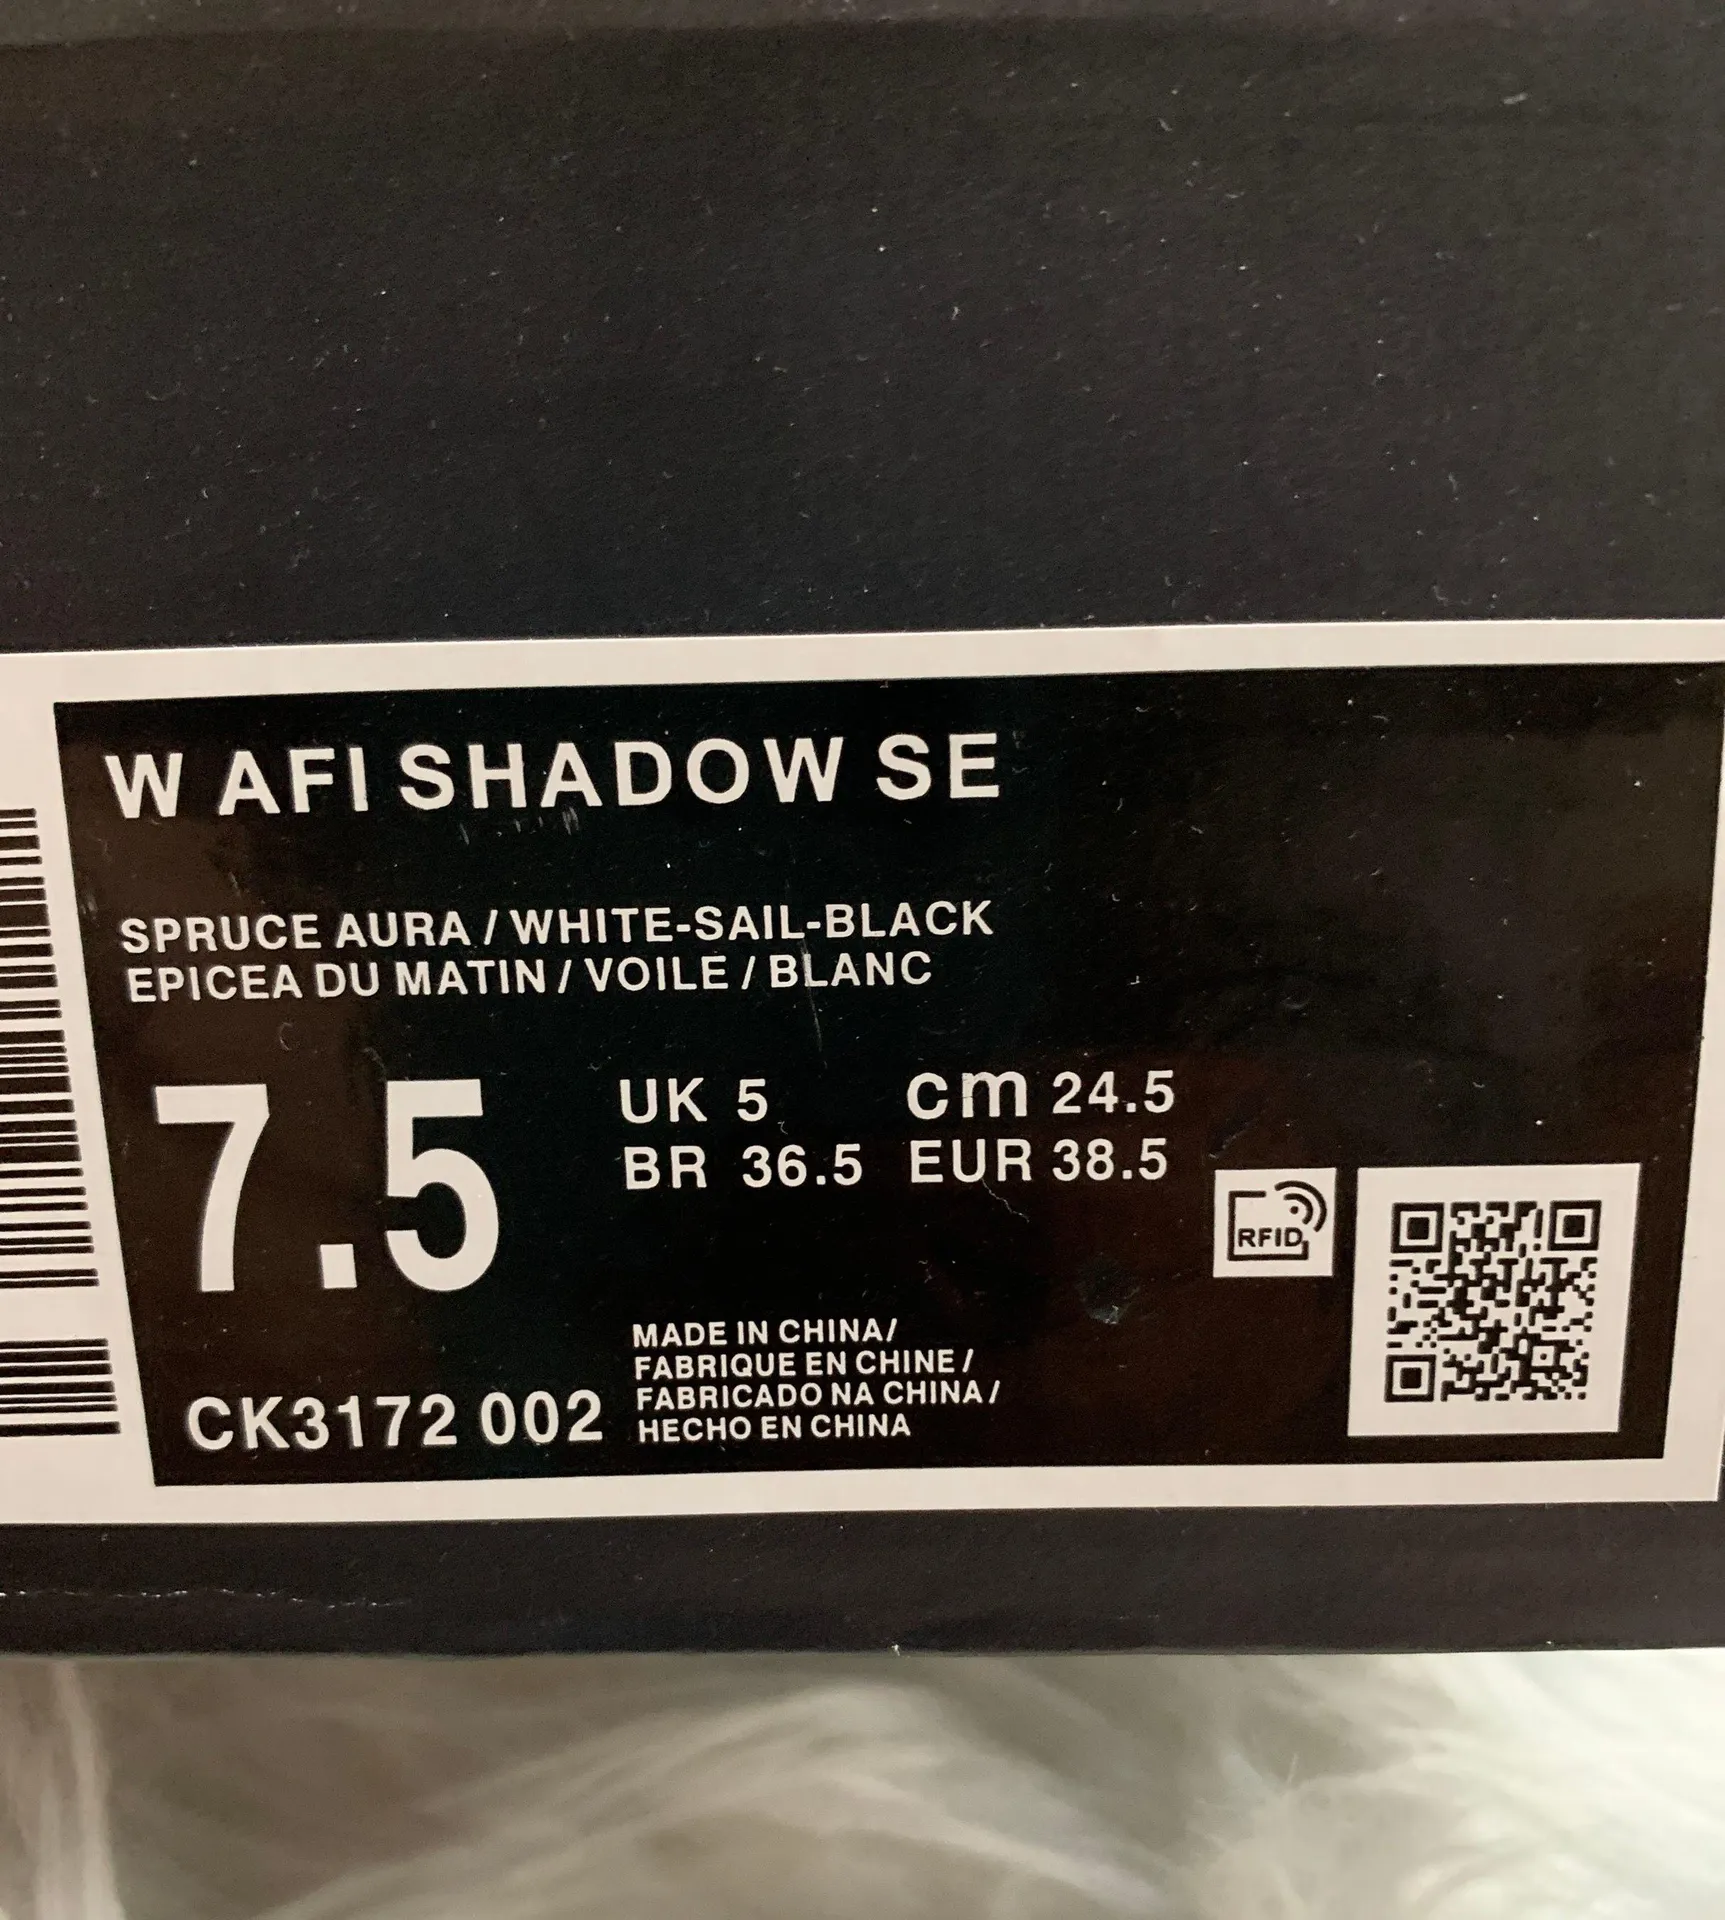 W AFI SHADOW SE
SPRUCE AURA / WHITE-SAIL-BLACK
EPICEA DU MATIN / VOILE / BLANC
7.5
UK 5 cm 24.5
BR 36.5 EUR 38.5
RFID
CK3172 002
MADE IN CHINA/
FABRIQUE EN CHINE /
FABRICADO NA CHINA /
HECHO EN CHINA